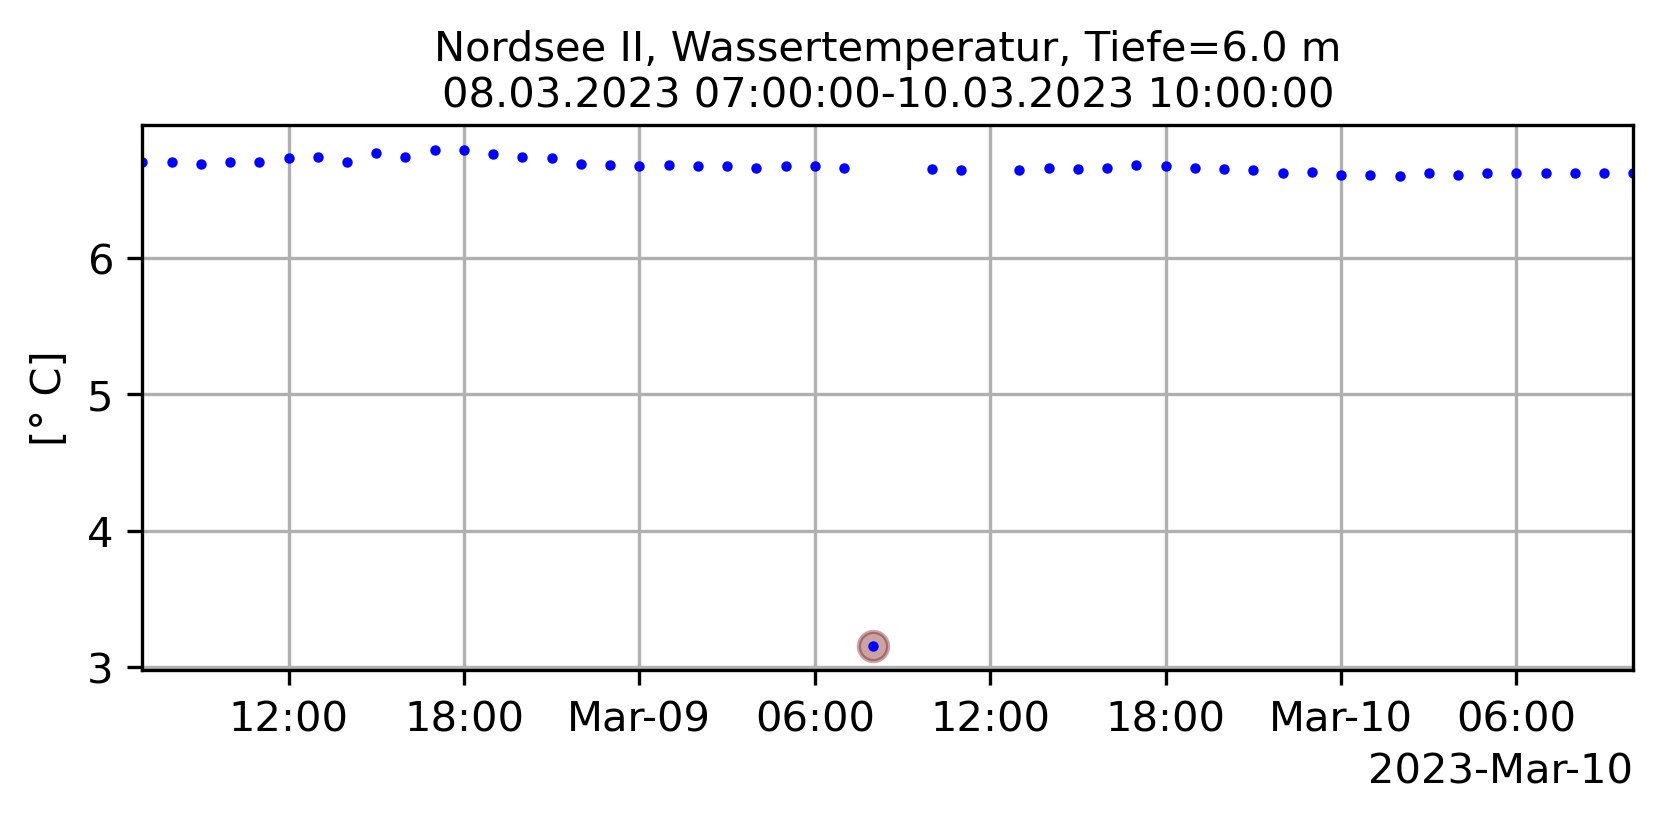 Nordsee II, Wassertemperatur, Tiefe=6.0 m
08.03.2023 07:00:00-10.03.2023 10:00:00
[° C]
6
5
4
3
12:00 18:00 Mar-09 06:00 12:00 18:00 Mar-10 06:00
2023-Mar-10